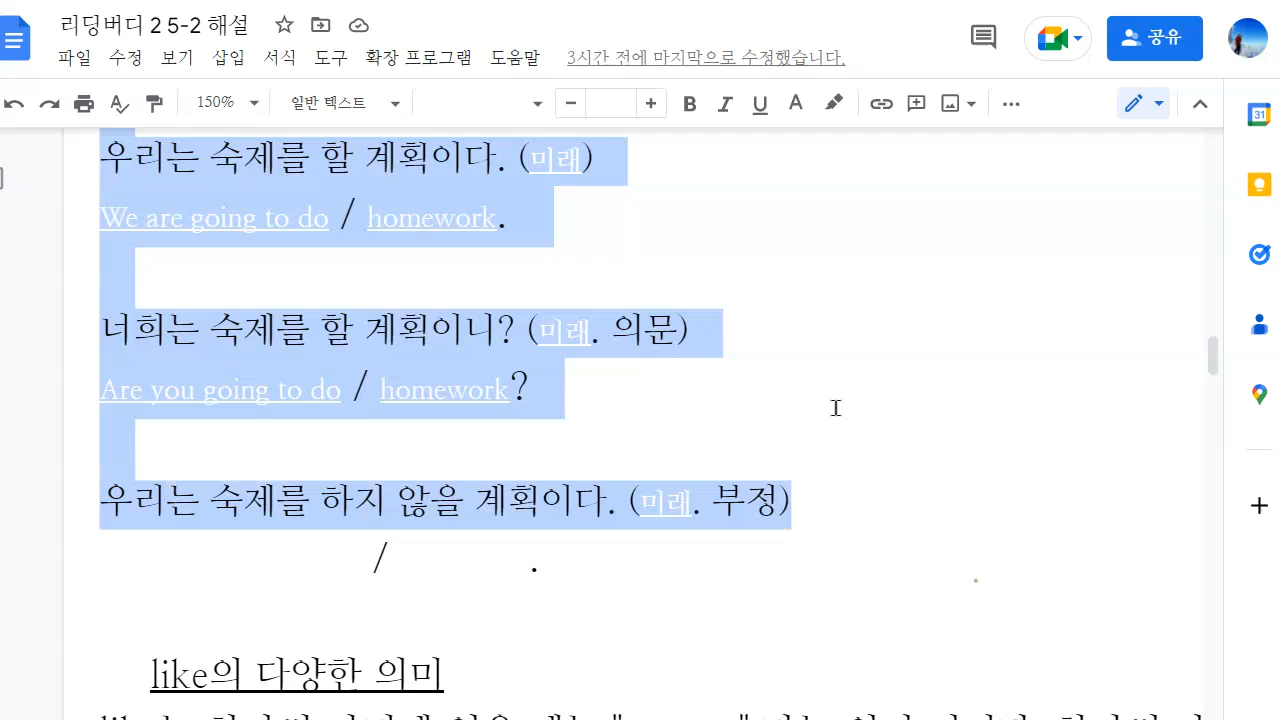 리딩버디 2 5-2 해설
파일 수정 보기 삽입 서식 도구 확장 프로그램 도움말 3시간 전에 마지막으로 수정했습니다.
공유
150% 일반 텍스트
31
우리는 숙제를 할 계획이다. (미래)
We are going to do / homework.
너희는 숙제를 할 계획이니? (미래. 의문)
Are you going to do / homework?
우리는 숙제를 하지 않을 계획이다. (미래. 부정)
/ .
like의 다양한 의미